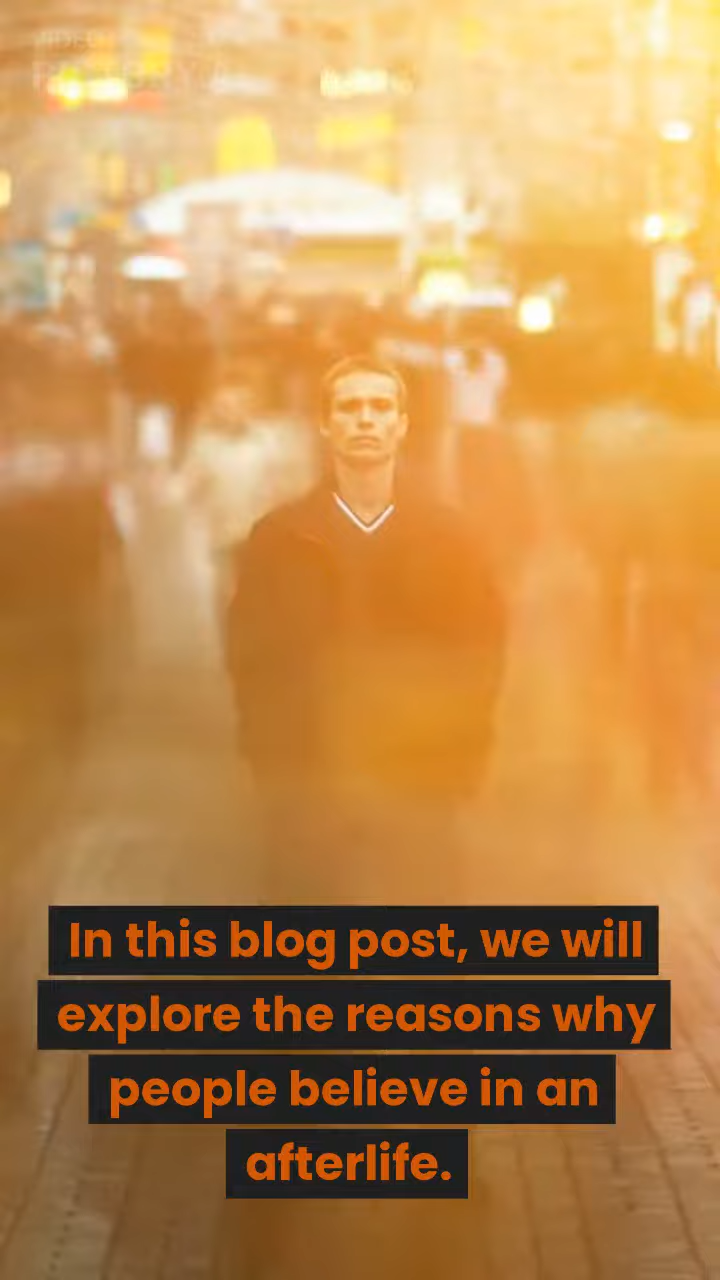 In this blog post, we will
explore the reasons why
people believe in an
afterlife.